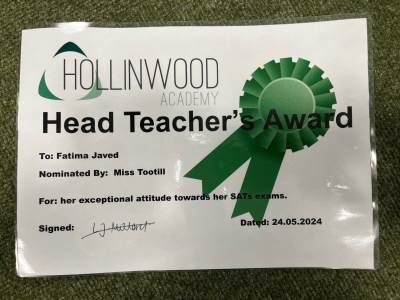 HOLLINWOOD
ACADEMY
Head Teacher's Award
To: Fatima Javed
Nominated By: Miss Tootill
For: her exceptional attitude towards her SATs exams.
Signed: Dated: 24.05.2024